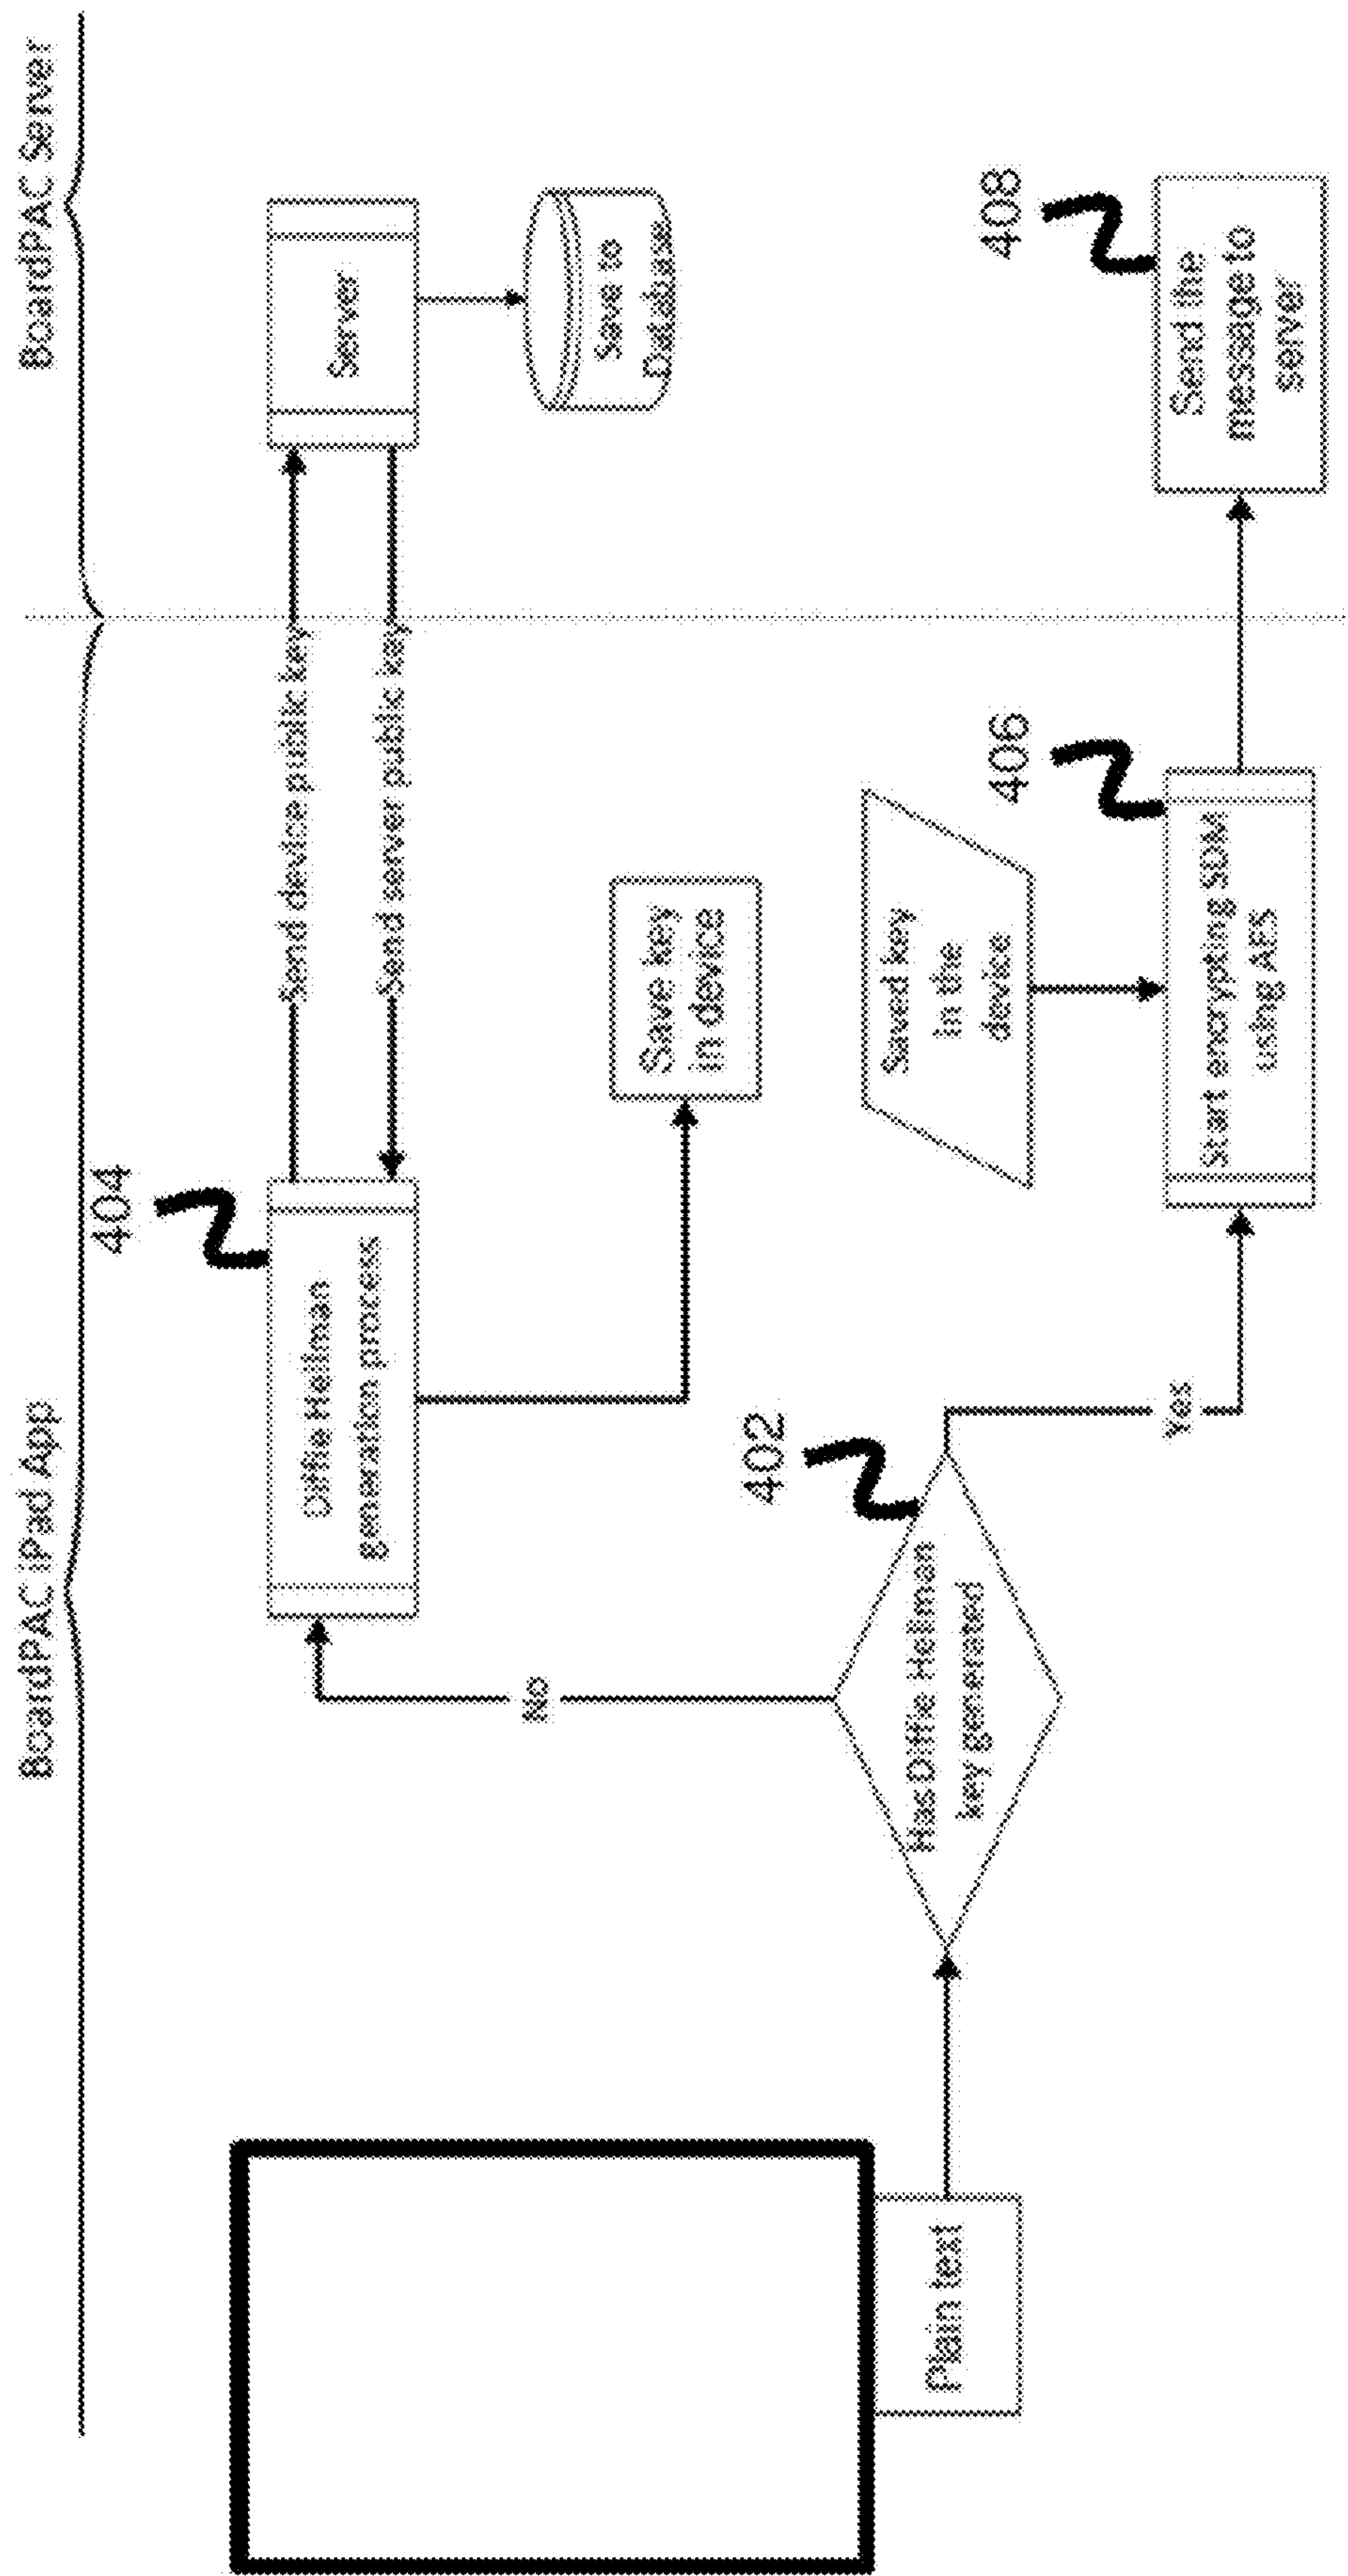 BoardPAC iPad App
BoardPAC Server
404
Diffie Hellman
generation process
Send device public key
Send server public key
Server
Save to
Database
No
Save key
in device
402
Has Diffie Hellman
key generated
Plain text
Yes
Saved key
in the
device
406
Start encrypting SDM
using AES
408
Send the
message to
server